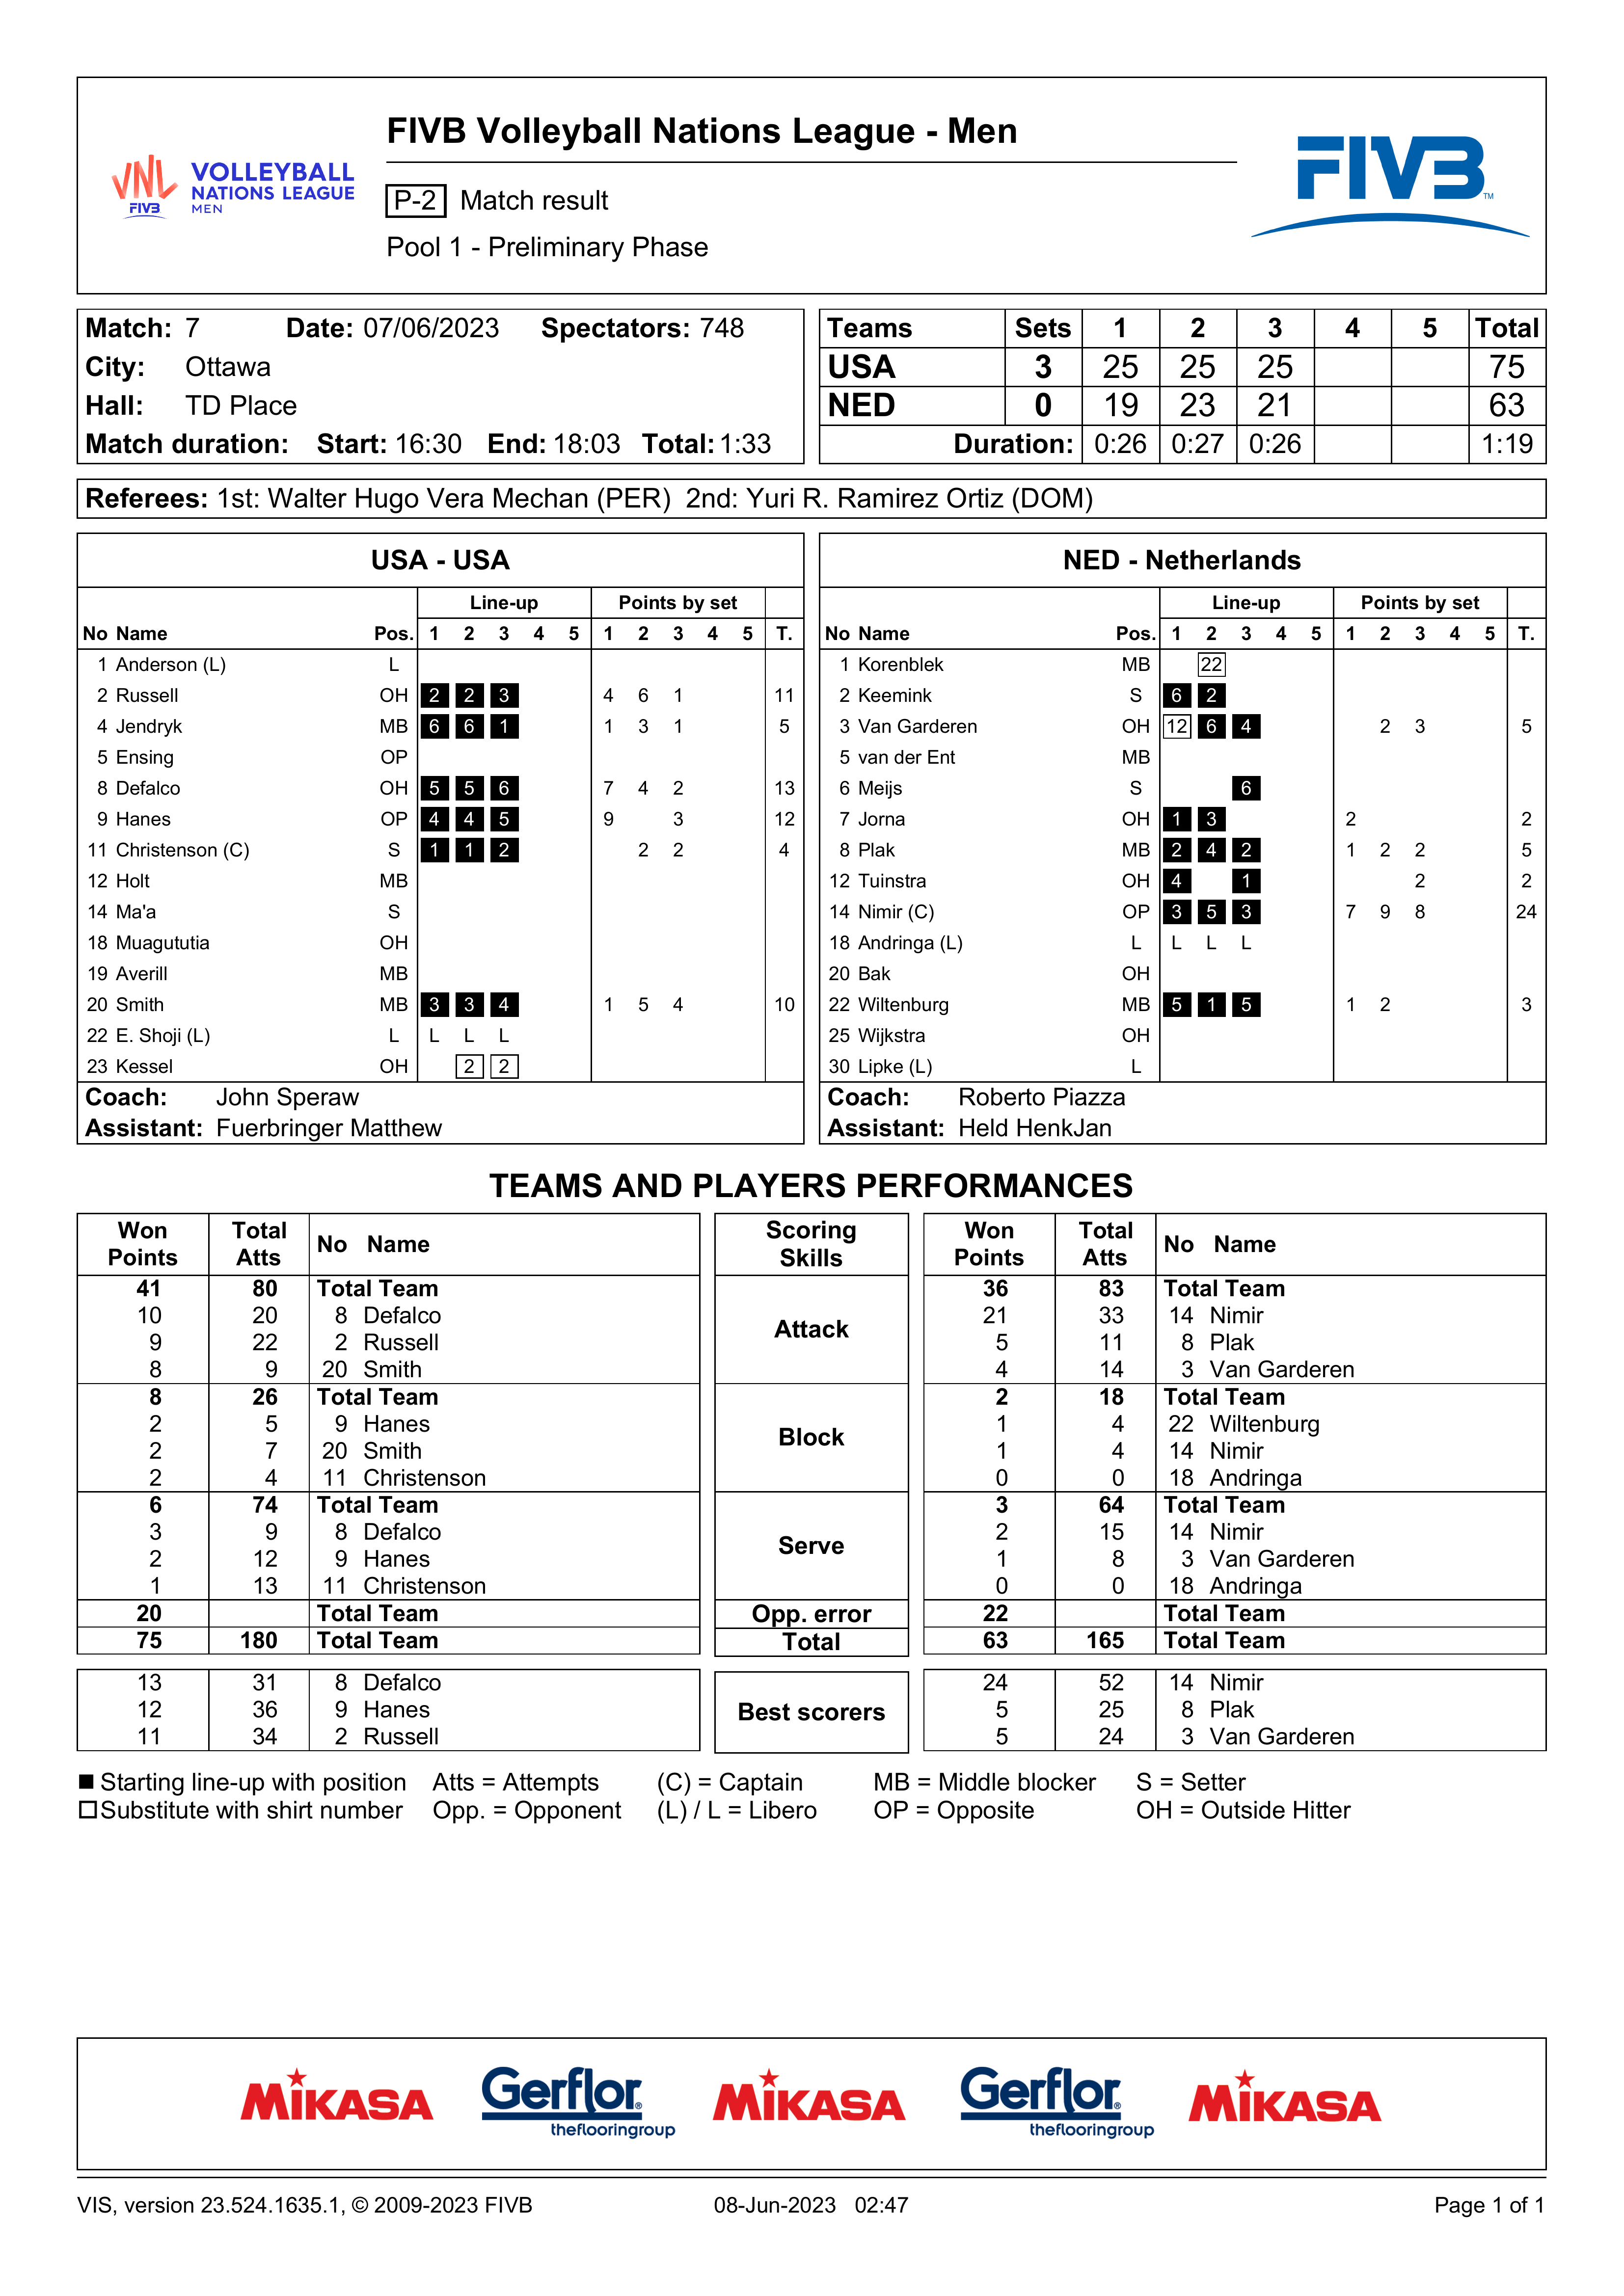 FIVB Volleyball Nations League - Men
VNL FIVB
VOLLEYBALL
NATIONS LEAGUE
MEN
P-2 Match result
Pool 1 - Preliminary Phase
FIVB TM
Match: 7 Date: 07/06/2023 Spectators: 748
City: Ottawa
Hall: TD Place
Match duration: Start: 16:30 End: 18:03 Total: 1:33
Teams Sets 1 2 3 4 5 Total
USA 3 25 25 25 75
NED 0 19 23 21 63
Duration: 0:26 0:27 0:26 1:19
Referees: 1st: Walter Hugo Vera Mechan (PER) 2nd: Yuri R. Ramirez Ortiz (DOM)
USA - USA
Line-up Points by set
No Name Pos. 1 2 3 4 5 1 2 3 4 5 T.
1 Anderson (L) L
2 Russell OH 2 2 3 4 6 1 11
4 Jendryk MB 6 6 1 1 3 1 5
5 Ensing OP
8 Defalco OH 5 5 6 7 4 2 13
9 Hanes OP 4 4 5 9 3 12
11 Christenson (C) S 1 1 2 2 2 4
12 Holt MB
14 Ma'a S
18 Muagututia OH
19 Averill MB
20 Smith MB 3 3 4 1 5 4 10
22 E. Shoji (L) L L L L
23 Kessel OH 2 2
Coach: John Speraw
Assistant: Fuerbringer Matthew
NED - Netherlands
Line-up Points by set
No Name Pos. 1 2 3 4 5 1 2 3 4 5 T.
1 Korenblek MB 22
2 Keemink S 6 2
3 Van Garderen OH 12 6 4 2 3 5
5 van der Ent MB
6 Meijs S 6
7 Jorna OH 1 3 2 2
8 Plak MB 2 4 2 1 2 2 5
12 Tuinstra OH 4 1 2 2
14 Nimir (C) OP 3 5 3 7 9 8 24
18 Andringa (L) L L L L
20 Bak OH
22 Wiltenburg MB 5 1 5 1 2 3
25 Wijkstra OH
30 Lipke (L) L
Coach: Roberto Piazza
Assistant: Held HenkJan
TEAMS AND PLAYERS PERFORMANCES
Won Points Total Atts No Name Scoring Skills Won Points Total Atts No Name
41 80 Total Team Attack 36 83 Total Team
10 20 8 Defalco 21 33 14 Nimir
9 22 2 Russell 5 11 8 Plak
8 9 20 Smith 4 14 3 Van Garderen
8 26 Total Team Block 2 18 Total Team
2 5 9 Hanes 1 4 22 Wiltenburg
2 7 20 Smith 1 4 14 Nimir
2 4 11 Christenson 0 0 18 Andringa
6 74 Total Team Serve 3 64 Total Team
3 9 8 Defalco 2 15 14 Nimir
2 12 9 Hanes 1 8 3 Van Garderen
1 13 11 Christenson 0 0 18 Andringa
20 Total Team Opp. error 22 Total Team
75 180 Total Team Total 63 165 Total Team
13 31 8 Defalco Best scorers 24 52 14 Nimir
12 36 9 Hanes 5 25 8 Plak
11 34 2 Russell 5 24 3 Van Garderen
■ Starting line-up with position Atts = Attempts (C) = Captain MB = Middle blocker S = Setter
□ Substitute with shirt number Opp. = Opponent (L) / L = Libero OP = Opposite OH = Outside Hitter
MIKASA Gerflor® theflooringgroup MIKASA Gerflor® theflooringgroup MIKASA
VIS, version 23.524.1635.1, © 2009-2023 FIVB 08-Jun-2023 02:47 Page 1 of 1